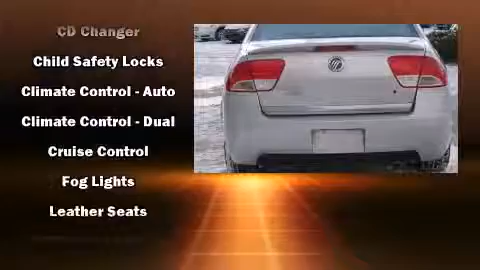 CD Changer
Child Safety Locks
Climate Control - Auto
Climate Control - Dual
Cruise Control
Fog Lights
Leather Seats